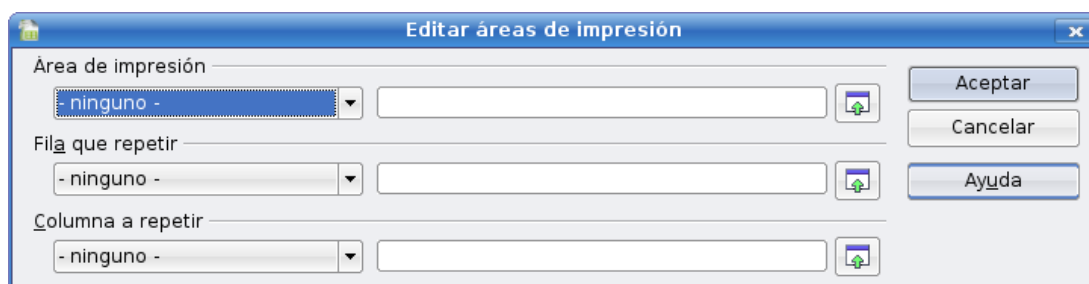 Editar áreas de impresión
Área de impresión
- ninguno -
Aceptar
Cancelar
Fila que repetir
- ninguno -
Ayuda
Columna a repetir
- ninguno -